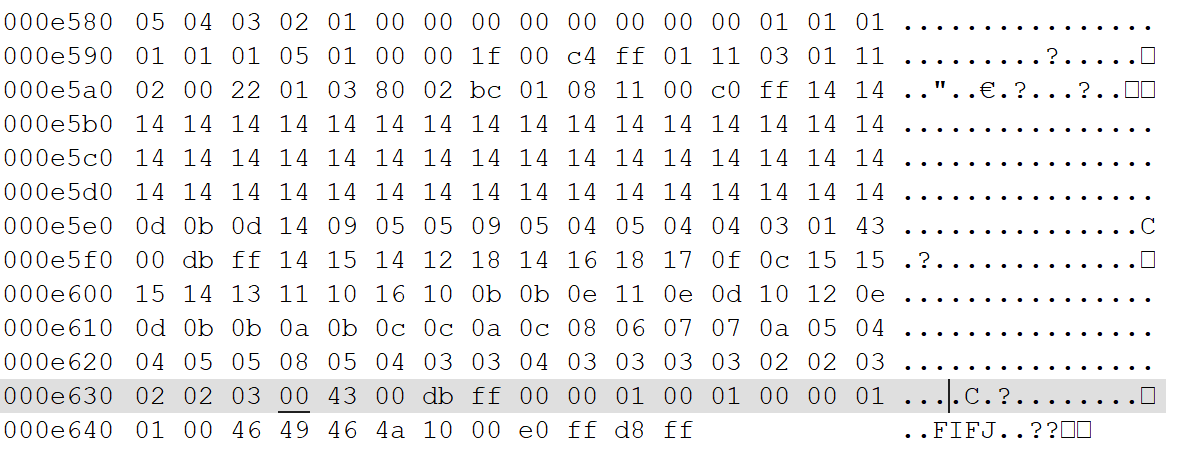 000e580 05 04 03 02 01 00 00 00 00 00 00 00 00 01 01 01 ................
000e590 01 01 01 05 01 00 00 1f 00 c4 ff 01 11 03 01 11 .........?.....□
000e5a0 02 00 22 01 03 80 02 bc 01 08 11 00 c0 ff 14 14 .."..€.?...?..□□
000e5b0 14 14 14 14 14 14 14 14 14 14 14 14 14 14 14 14 ................
000e5c0 14 14 14 14 14 14 14 14 14 14 14 14 14 14 14 14 ................
000e5d0 14 14 14 14 14 14 14 14 14 14 14 14 14 14 14 14 ................
000e5e0 0d 0b 0d 14 09 05 05 09 05 04 05 04 04 03 01 43 ...............C
000e5f0 00 db ff 14 15 14 12 18 14 16 18 17 0f 0c 15 15 .?.............□
000e600 15 14 13 11 10 16 10 0b 0b 0e 11 0e 0d 10 12 0e ................
000e610 0d 0b 0b 0a 0b 0c 0c 0a 0c 08 06 07 07 0a 05 04 ................
000e620 04 05 05 08 05 04 03 03 04 03 03 03 03 02 02 03 ................
000e630 02 02 03 00 43 00 db ff 00 00 01 00 01 00 00 01 ....C.?........□
000e640 01 00 46 49 46 4a 10 00 e0 ff d8 ff ..FIFJ..??□□